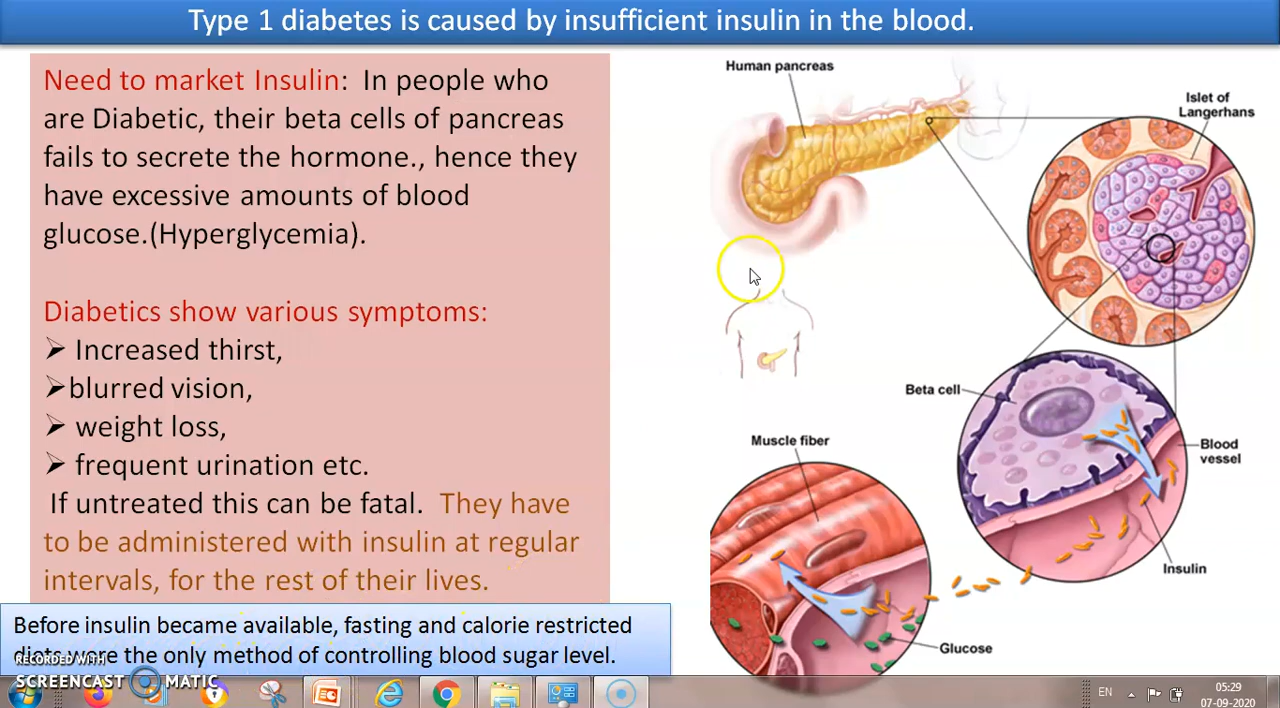 Type 1 diabetes is caused by insufficient insulin in the blood.
Need to market Insulin:  In people who
are Diabetic, their beta cells of pancreas
fails to secrete the hormone., hence they
have excessive amounts of blood
glucose.(Hyperglycemia).
Diabetics show various symptoms:
➢ Increased thirst,
➢blurred vision,
➢ weight loss,
➢ frequent urination etc.
If untreated this can be fatal.  They have
to be administered with insulin at regular
intervals, for the rest of their lives.
Before insulin became available, fasting and calorie restricted
diets were the only method of controlling blood sugar level.
Human pancreas
Islet of
Langerhans
Beta cell
Blood
vessel
Muscle fiber
Insulin
Glucose
RECORDED WITH
SCREENCAST MATIC
EN
05:29
07-09-2020